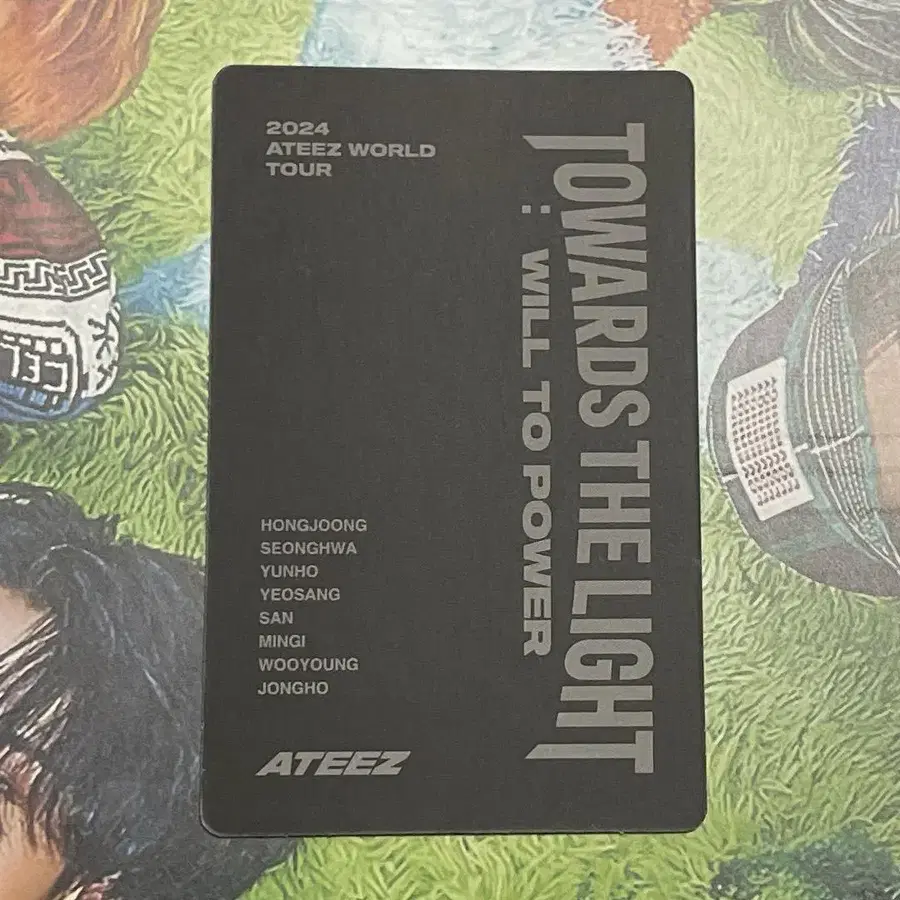 2024
ATEEZ WORLD
TOUR
TOWARDS THE LIGHT
: WILL TO POWER
HONGJOONG
SEONGHWA
YUNHO
YEOSANG
SAN
MINGI
WOOYOUNG
JONGHO
ATEEZ